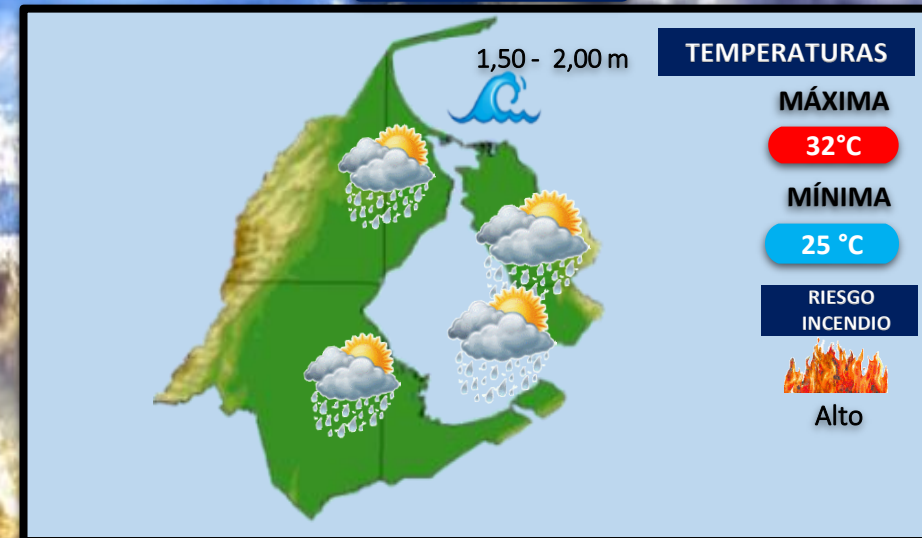 1,50 - 2,00 m
TEMPERATURAS
MÁXIMA
32°C
MÍNIMA
25 °C
RIESGO
INCENDIO
Alto